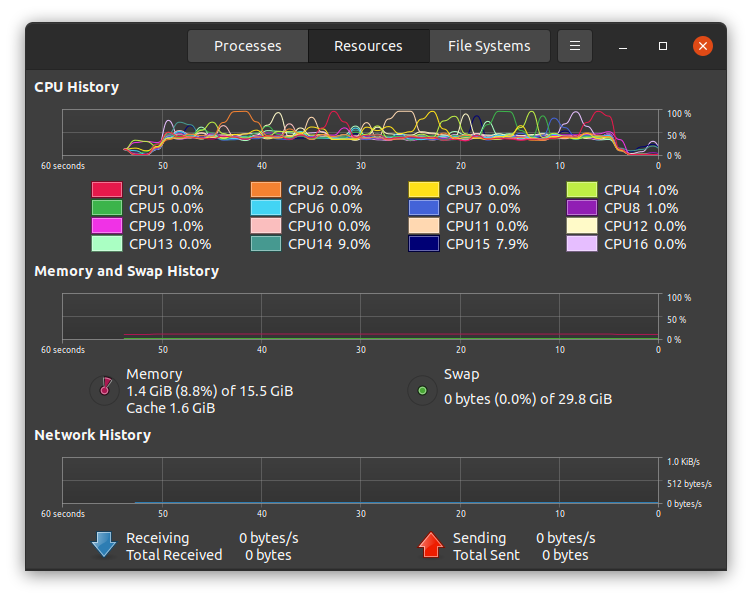 Processes Resources File Systems
CPU History
100 %
50 %
0 %
60 seconds 50 40 30 20 10 0
CPU1 0.0% CPU2 0.0% CPU3 0.0% CPU4 1.0%
CPU5 0.0% CPU6 0.0% CPU7 0.0% CPU8 1.0%
CPU9 1.0% CPU10 0.0% CPU11 0.0% CPU12 0.0%
CPU13 0.0% CPU14 9.0% CPU15 7.9% CPU16 0.0%
Memory and Swap History
100 %
50 %
0 %
60 seconds 50 40 30 20 10 0
Memory
1.4 GiB (8.8%) of 15.5 GiB
Cache 1.6 GiB
Swap
0 bytes (0.0%) of 29.8 GiB
Network History
1.0 KiB/s
512 bytes/s
0 bytes/s
60 seconds 50 40 30 20 10 0
Receiving 0 bytes/s
Total Received 0 bytes
Sending 0 bytes/s
Total Sent 0 bytes